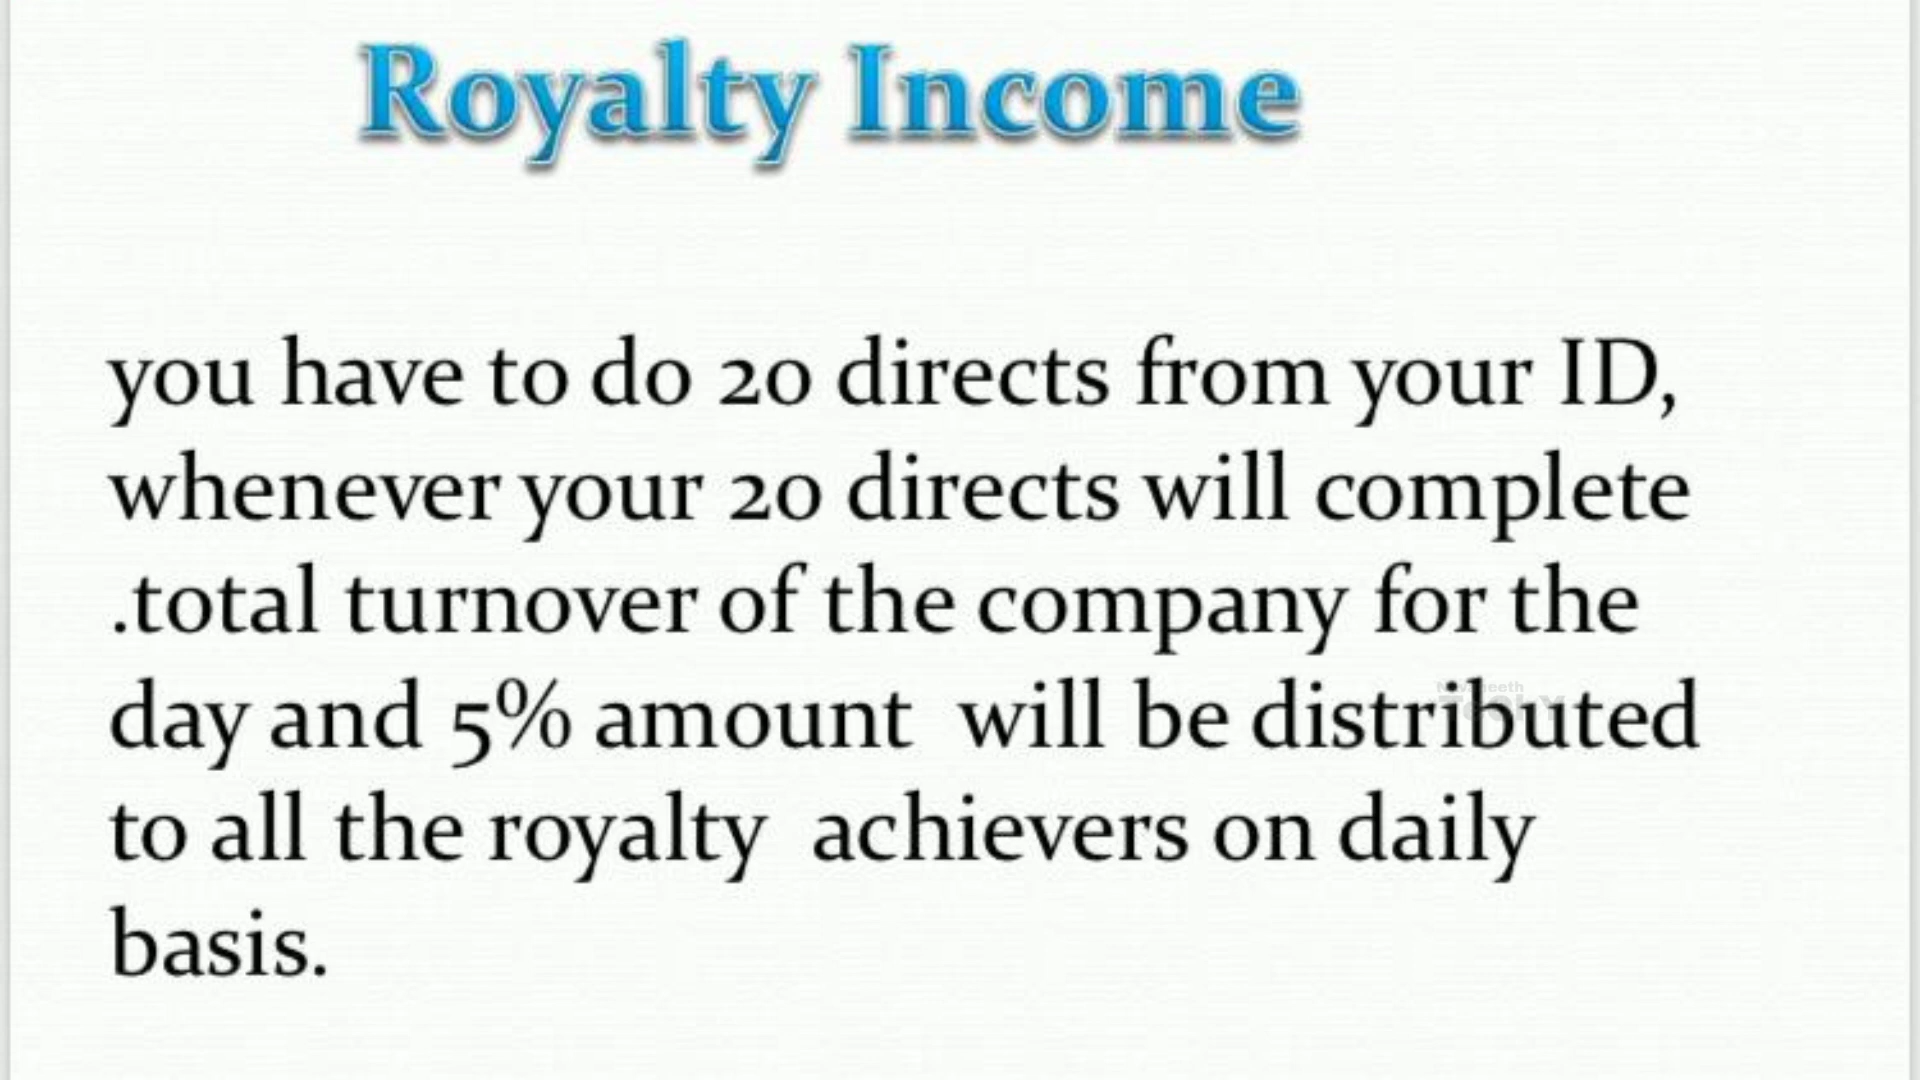 Royalty Income
you have to do 20 directs from your ID,
whenever your 20 directs will complete
.total turnover of the company for the
day and 5% amount will be distributed
to all the royalty achievers on daily
basis.